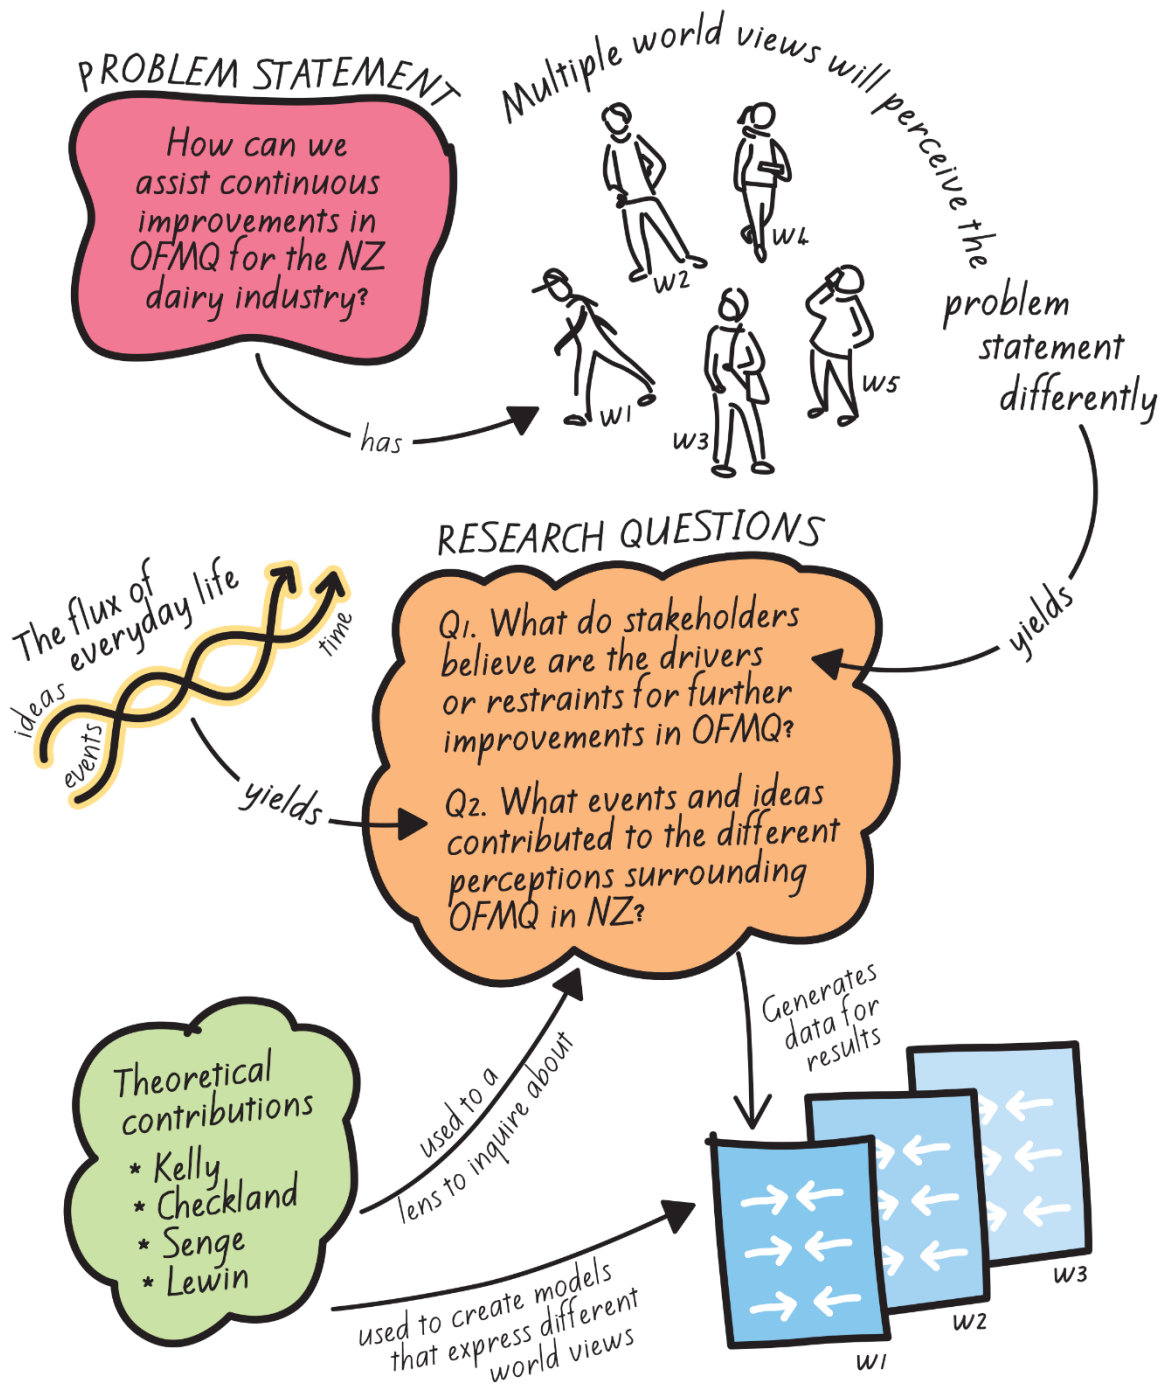 PROBLEM STATEMENT
How can we
assist continuous
improvements in
OFMQ for the NZ
dairy industry?
has
Multiple world views will perceive the
problem
statement
differently
W1
W2
W3
W4
W5
yields
RESEARCH QUESTIONS
Q1. What do stakeholders
believe are the drivers
or restraints for further
improvements in OFMQ?
Q2. What events and ideas
contributed to the different
perceptions surrounding
OFMQ in NZ?
The flux of
everyday life
ideas
events
time
yields
Generates
data for
results
Theoretical
contributions
* Kelly
* Checkland
* Senge
* Lewin
used to a
lens to inquire about
used to create models
that express different
world views
W1
W2
W3